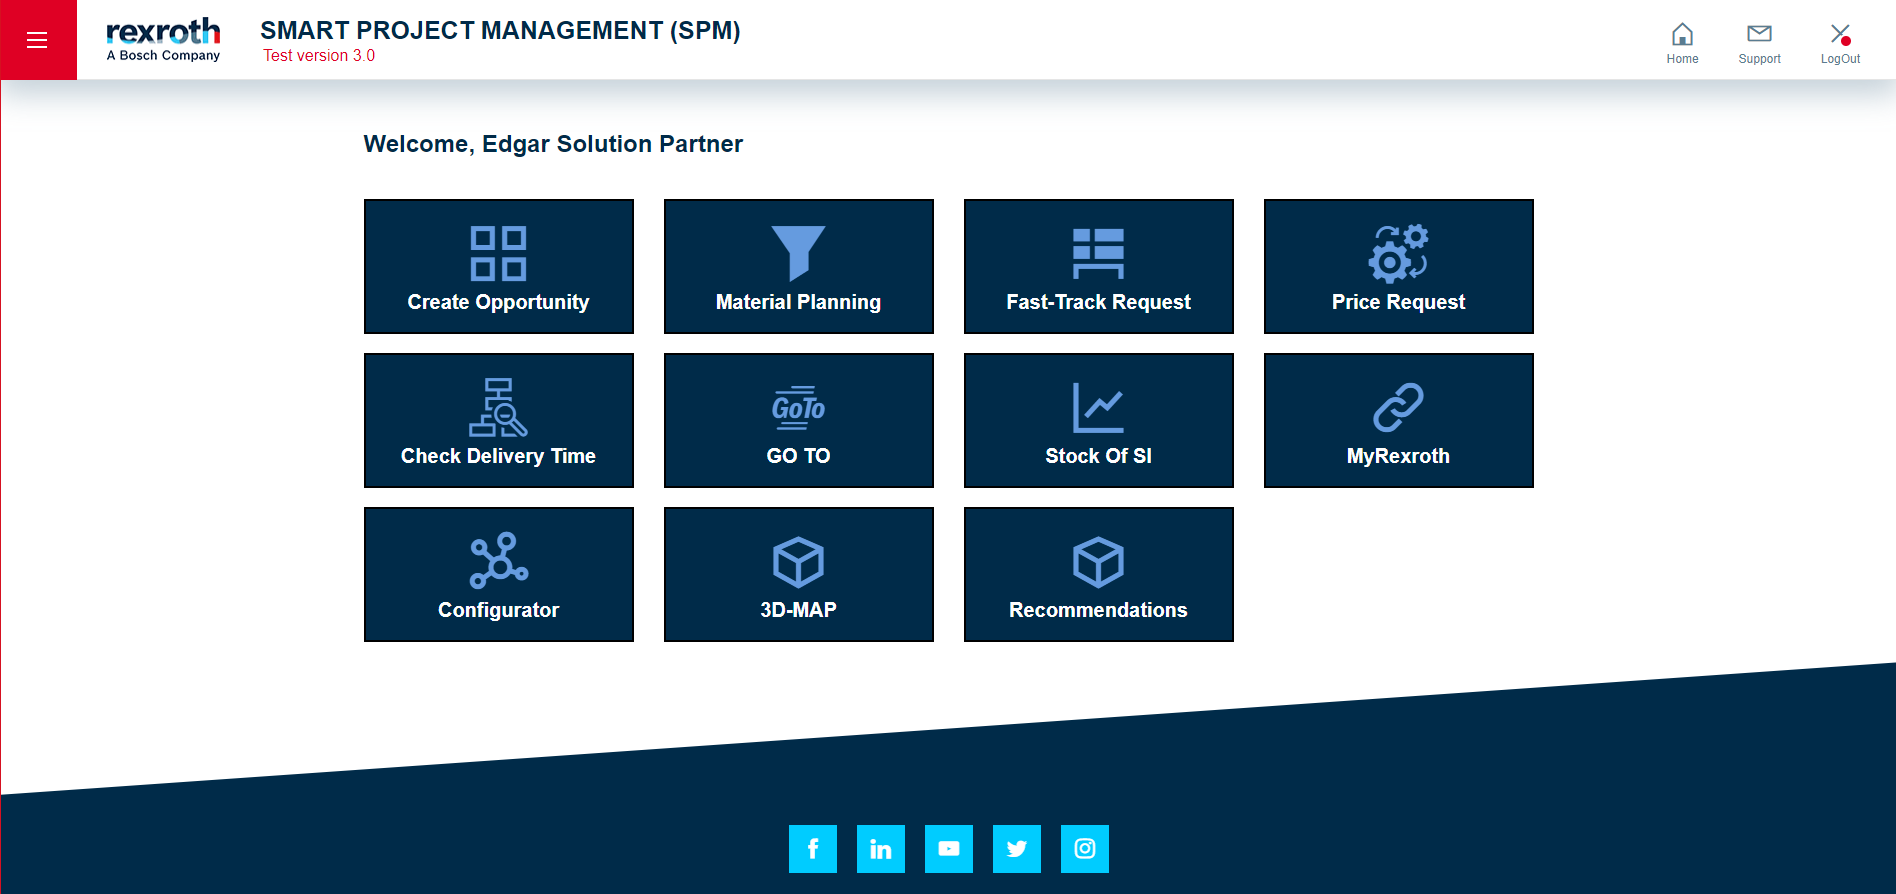 rexroth
A Bosch Company
SMART PROJECT MANAGEMENT (SPM)
Test version 3.0
Home
Support
LogOut
Welcome, Edgar Solution Partner
Create Opportunity
Material Planning
Fast-Track Request
Price Request
Check Delivery Time
GoTo
GO TO
Stock Of SI
MyRexroth
Configurator
3D-MAP
Recommendations